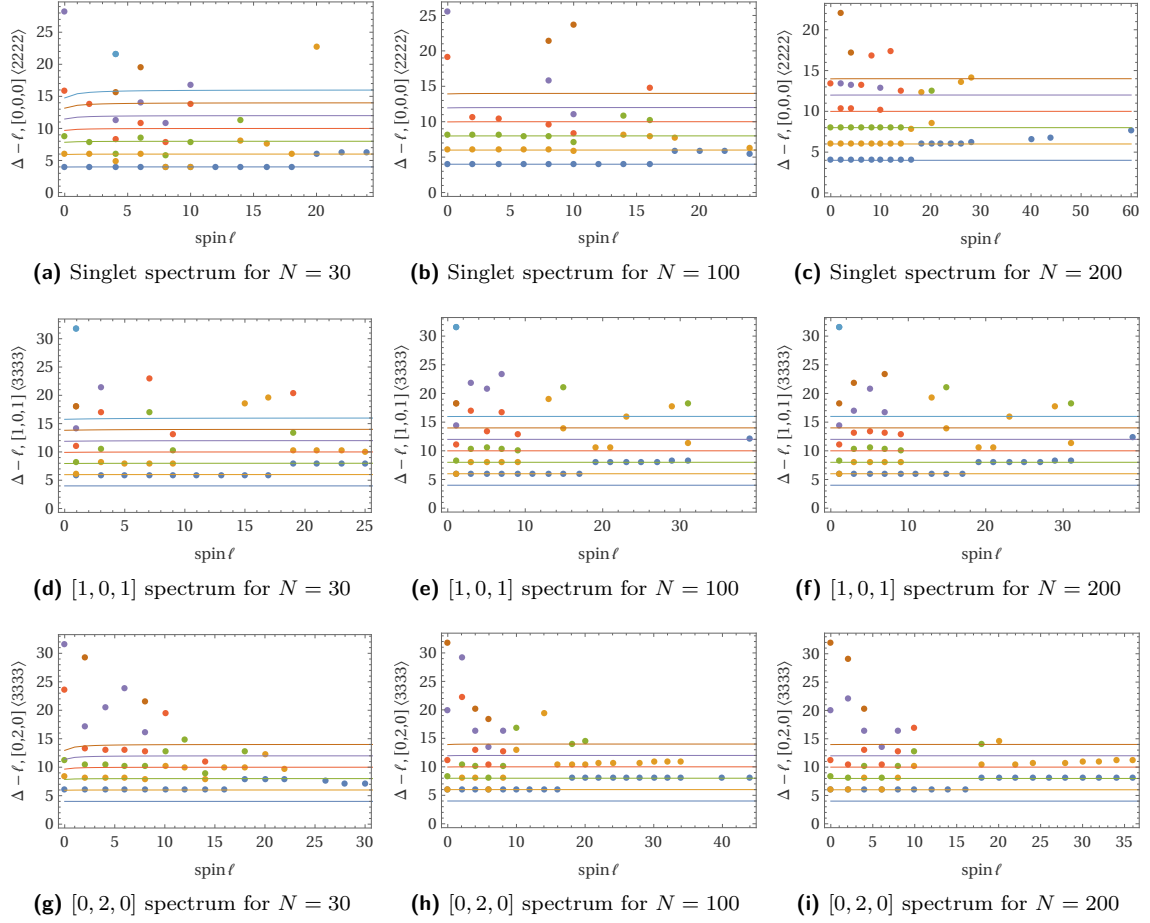 Δ − ℓ, [0,0,0] ⟨2222⟩
25
20
15
10
5
0
0 5 10 15 20
spin ℓ
(a) Singlet spectrum for N = 30
Δ − ℓ, [0,0,0] ⟨2222⟩
25
20
15
10
5
0
0 5 10 15 20
spin ℓ
(b) Singlet spectrum for N = 100
Δ − ℓ, [0,0,0] ⟨2222⟩
20
15
10
5
0
0 10 20 30 40 50 60
spin ℓ
(c) Singlet spectrum for N = 200
Δ − ℓ, [1,0,1] ⟨3333⟩
30
25
20
15
10
5
0
0 5 10 15 20 25
spin ℓ
(d) [1, 0, 1] spectrum for N = 30
Δ − ℓ, [1,0,1] ⟨3333⟩
30
25
20
15
10
5
0
0 10 20 30
spin ℓ
(e) [1, 0, 1] spectrum for N = 100
Δ − ℓ, [1,0,1] ⟨3333⟩
30
25
20
15
10
5
0
0 10 20 30
spin ℓ
(f) [1, 0, 1] spectrum for N = 200
Δ − ℓ, [0,2,0] ⟨3333⟩
30
25
20
15
10
5
0
0 5 10 15 20 25 30
spin ℓ
(g) [0, 2, 0] spectrum for N = 30
Δ − ℓ, [0,2,0] ⟨3333⟩
30
25
20
15
10
5
0
0 10 20 30 40
spin ℓ
(h) [0, 2, 0] spectrum for N = 100
Δ − ℓ, [0,2,0] ⟨3333⟩
30
25
20
15
10
5
0
0 5 10 15 20 25 30 35
spin ℓ
(i) [0, 2, 0] spectrum for N = 200